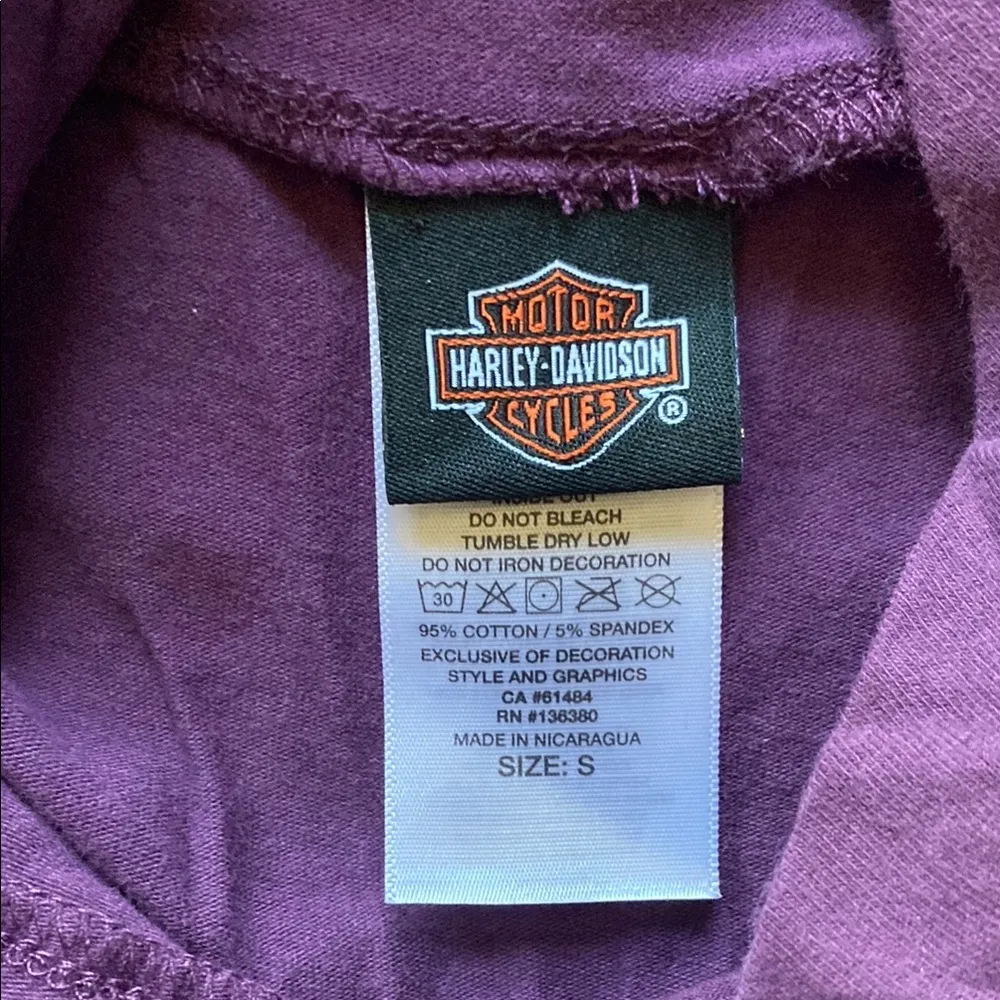 MOTOR
HARLEY-DAVIDSON
CYCLES
®
INSIDE OUT
DO NOT BLEACH
TUMBLE DRY LOW
DO NOT IRON DECORATION
30
95% COTTON / 5% SPANDEX
EXCLUSIVE OF DECORATION
STYLE AND GRAPHICS
CA #61484
RN #136380
MADE IN NICARAGUA
SIZE: S